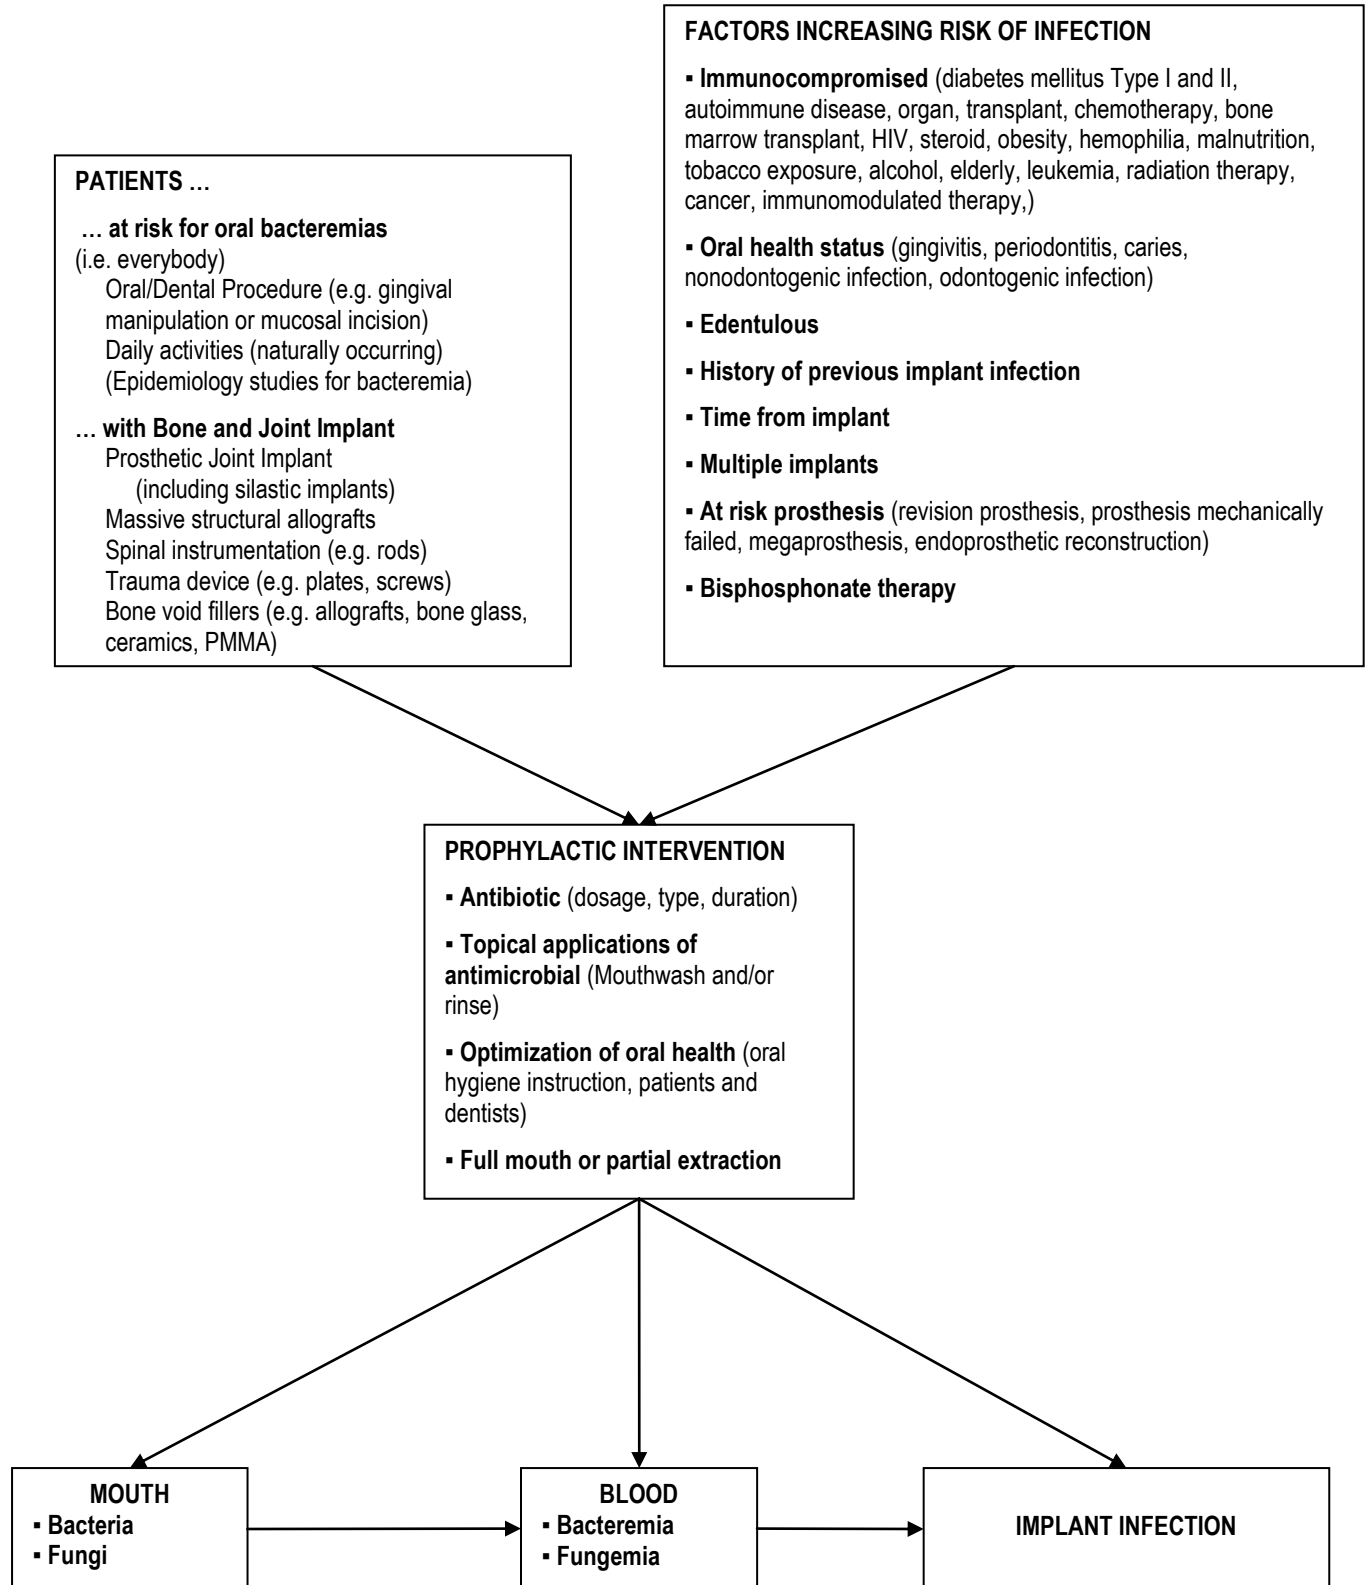 PATIENTS …
… at risk for oral bacteremias
(i.e. everybody)
Oral/Dental Procedure (e.g. gingival
manipulation or mucosal incision)
Daily activities (naturally occurring)
(Epidemiology studies for bacteremia)
… with Bone and Joint Implant
Prosthetic Joint Implant
(including silastic implants)
Massive structural allografts
Spinal instrumentation (e.g. rods)
Trauma device (e.g. plates, screws)
Bone void fillers (e.g. allografts, bone glass,
ceramics, PMMA)
FACTORS INCREASING RISK OF INFECTION
▪ Immunocompromised (diabetes mellitus Type I and II,
autoimmune disease, organ, transplant, chemotherapy, bone
marrow transplant, HIV, steroid, obesity, hemophilia, malnutrition,
tobacco exposure, alcohol, elderly, leukemia, radiation therapy,
cancer, immunomodulated therapy,)
▪ Oral health status (gingivitis, periodontitis, caries,
nonodontogenic infection, odontogenic infection)
▪ Edentulous
▪ History of previous implant infection
▪ Time from implant
▪ Multiple implants
▪ At risk prosthesis (revision prosthesis, prosthesis mechanically
failed, megaprosthesis, endoprosthetic reconstruction)
▪ Bisphosphonate therapy
PROPHYLACTIC INTERVENTION
▪ Antibiotic (dosage, type, duration)
▪ Topical applications of
antimicrobial (Mouthwash and/or
rinse)
▪ Optimization of oral health (oral
hygiene instruction, patients and
dentists)
▪ Full mouth or partial extraction
MOUTH
▪ Bacteria
▪ Fungi
BLOOD
▪ Bacteremia
▪ Fungemia
IMPLANT INFECTION